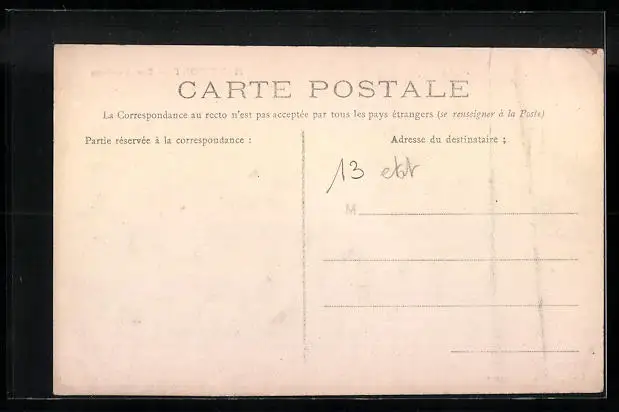 CARTE POSTALE
La Correspondance au recto n'est pas acceptée par tous les pays étrangers (se renseigner à la Poste)
Partie réservée à la correspondance :
Adresse du destinataire ;
13
M